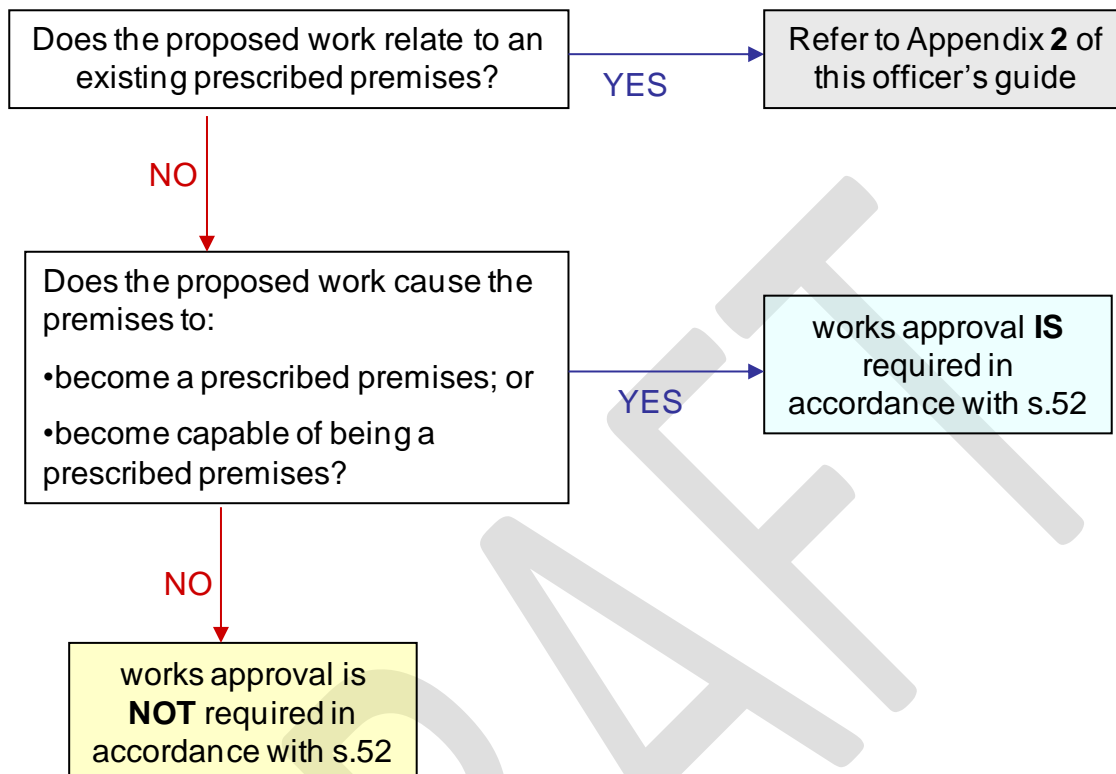 Does the proposed work relate to an
existing prescribed premises?
YES
Refer to Appendix 2 of
this officer’s guide
NO
Does the proposed work cause the
premises to:
•become a prescribed premises; or
•become capable of being a
prescribed premises?
YES
works approval IS
required in
accordance with s.52
NO
works approval is
NOT required in
accordance with s.52
DRAFT